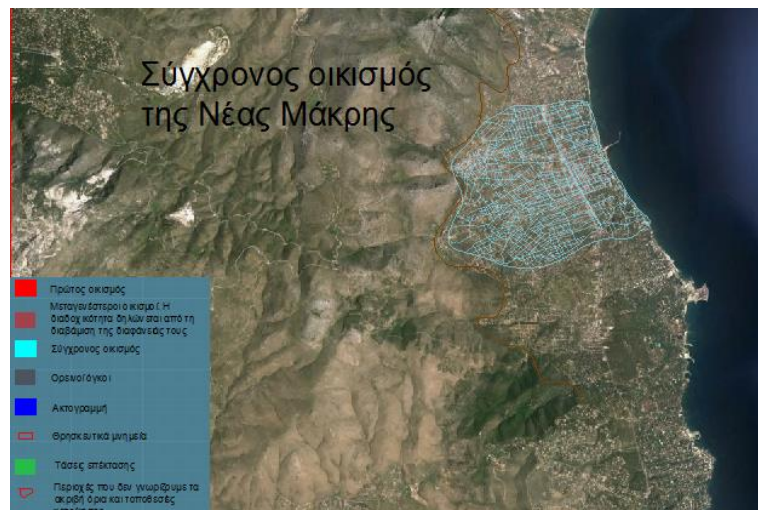 Σύγχρονος οικισμός
της Νέας Μάκρης
Πρώτος οικισμός
Μεταγενέστεροι οικισμοί. Η
διαδοχικότητα δηλώνεται από τη
διαβάμιση της διαφάνειάς τους
Σύγχρονος οικισμός
Ορεινοί όγκοι
Ακτογραμμή
Θρησκευτικά μνημεία
Τάσεις επέκτασης
Περιοχές που δεν γνωρίζουμε τα
ακριβή όρια και τοποθεσίες